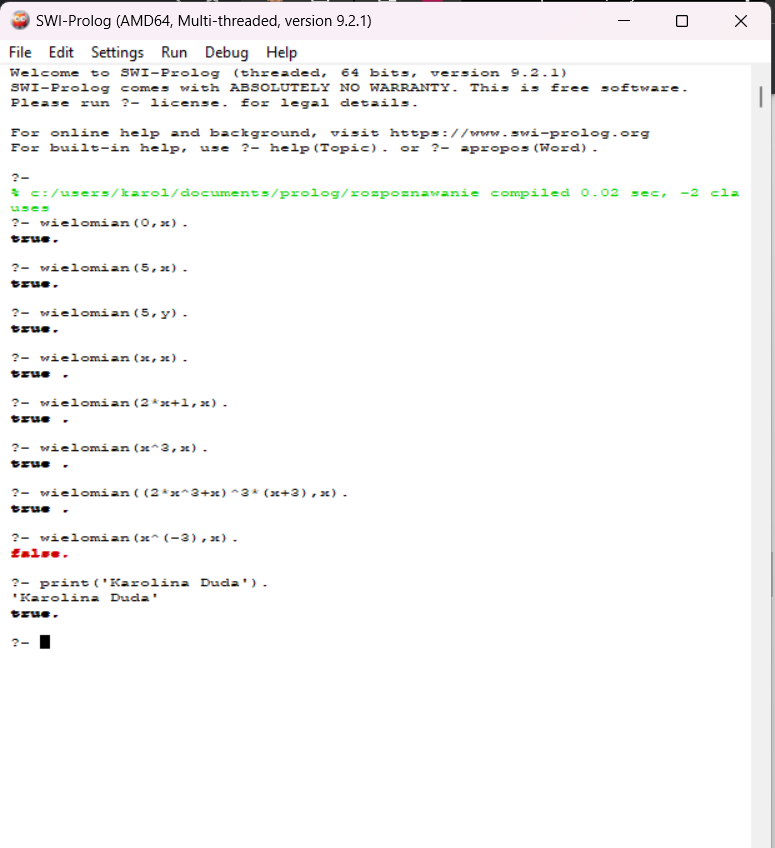 SWI-Prolog (AMD64, Multi-threaded, version 9.2.1)
File Edit Settings Run Debug Help
Welcome to SWI-Prolog (threaded, 64 bits, version 9.2.1)
SWI-Prolog comes with ABSOLUTELY NO WARRANTY. This is free software.
Please run ?- license. for legal details.
For online help and background, visit https://www.swi-prolog.org
For built-in help, use ?- help(Topic). or ?- apropos(Word).
?-
% c:/users/karol/documents/prolog/rozpoznawanie compiled 0.02 sec, -2 cla
uses
?- wielomian(0,x).
true.
?- wielomian(5,x).
true.
?- wielomian(5,y).
true.
?- wielomian(x,x).
true .
?- wielomian(2*x+1,x).
true .
?- wielomian(x^3,x).
true .
?- wielomian((2*x^3+x)^3*(x+3),x).
true .
?- wielomian(x^(-3),x).
false.
?- print('Karolina Duda').
'Karolina Duda'
true.
?-